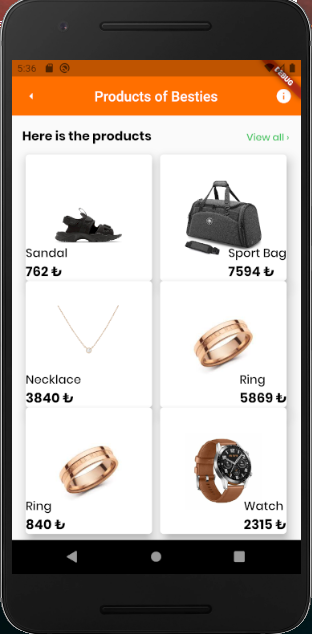 5:36
DEBUG
Products of Besties
Here is the products
View all ›
Sandal
762 ₺
Sport Bag
7594 ₺
Necklace
3840 ₺
Ring
5869 ₺
Ring
840 ₺
Watch
2315 ₺